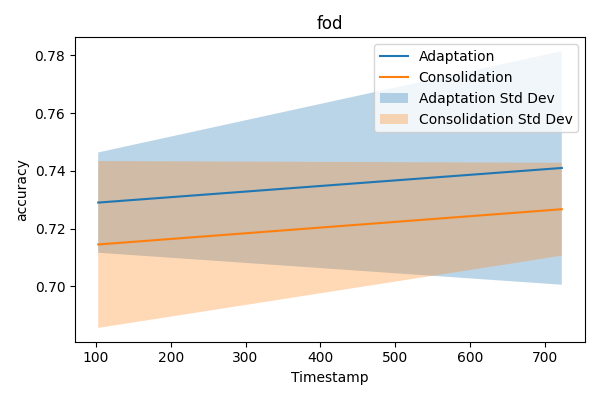 fod
Adaptation
Consolidation
Adaptation Std Dev
Consolidation Std Dev
accuracy
0.78
0.76
0.74
0.72
0.70
100 200 300 400 500 600 700
Timestamp